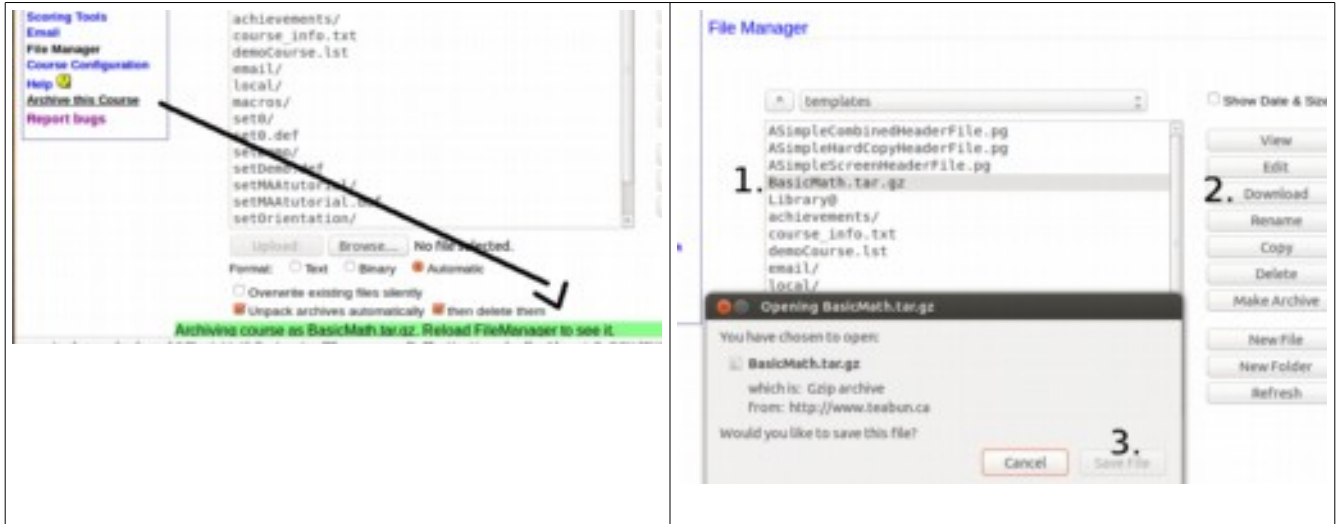 Scoring Tools
Email
File Manager
Course Configuration
Help
Archive this Course
Report bugs
achievements/
course_info.txt
demoCourse.lst
email/
local/
macros/
set0/
set0.def
setDemo/
setDemo.def
setMAAtutorial/
setMAAtutorial.def
setOrientation/
Upload Browse... No file selected.
Format: Text Binary Automatic
Overwrite existing files silently
Unpack archives automatically then delete them
Archiving course as BasicMath.tar.gz. Reload FileManager to see it.
File Manager
^ templates
Show Date & Size
ASimpleCombinedHeaderFile.pg
ASimpleHardCopyHeaderFile.pg
ASimpleScreenHeaderFile.pg
1. BasicMath.tar.gz
Library@
achievements/
course_info.txt
demoCourse.lst
email/
local/
View
Edit
2. Download
Rename
Copy
Delete
Make Archive
New File
New Folder
Refresh
Opening BasicMath.tar.gz
You have chosen to open:
BasicMath.tar.gz
which is: Gzip archive
from: http://www.teabun.ca
Would you like to save this file?
3.
Cancel Save File